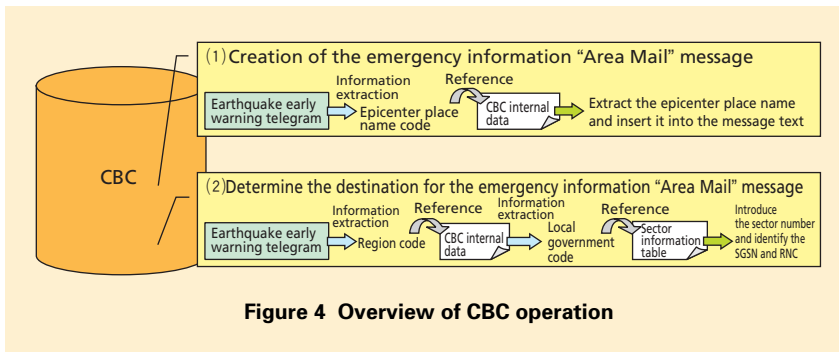 (1)Creation of the emergency information “Area Mail” message
Information
extraction
Reference
Earthquake early
warning telegram
Epicenter place
name code
CBC internal
data
Extract the epicenter place name
and insert it into the message text
CBC
(2)Determine the destination for the emergency information “Area Mail” message
Information
extraction
Reference
Information
extraction
Reference
Earthquake early
warning telegram
Region code
CBC internal
data
Local
government
code
Sector
information
table
Introduce
the sector number
and identify the
SGSN and RNC
Figure 4 Overview of CBC operation